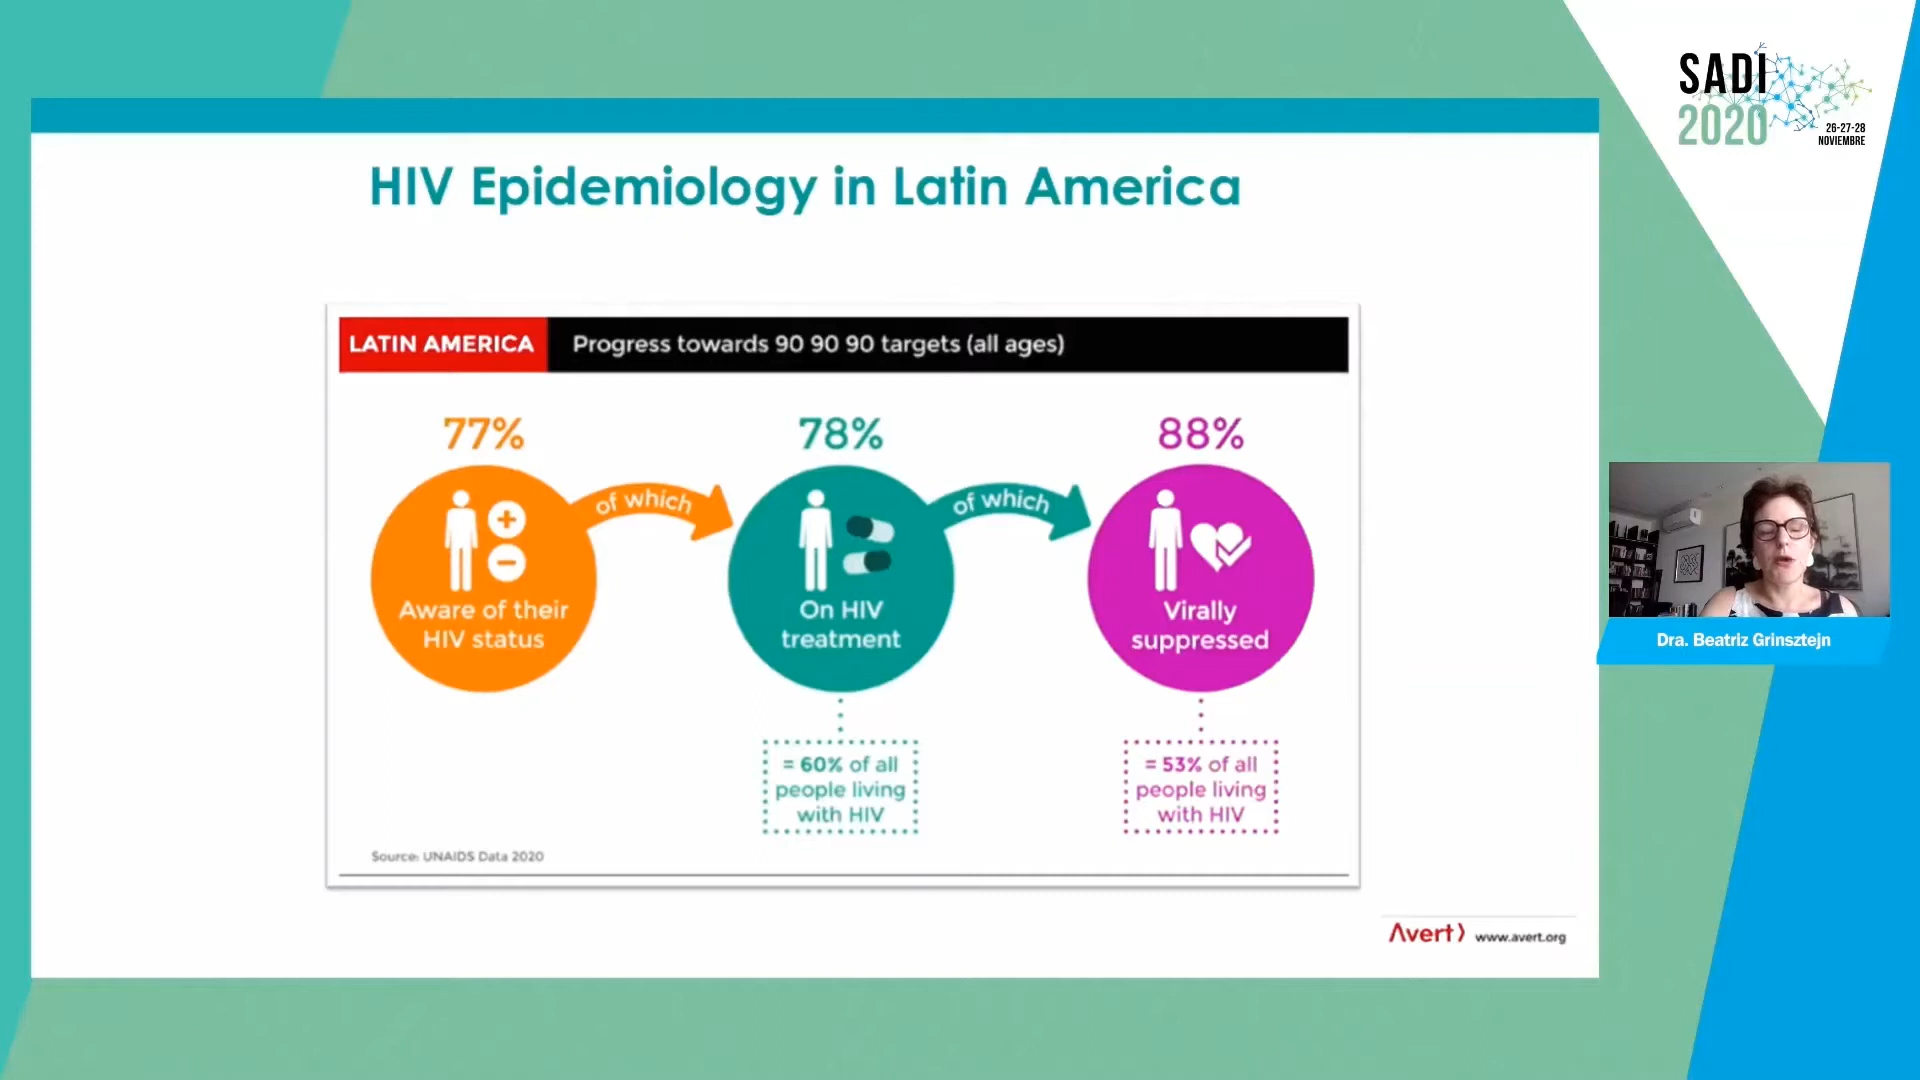 SADI
2020
26-27-28
NOVIEMBRE
HIV Epidemiology in Latin America
LATIN AMERICA
Progress towards 90 90 90 targets (all ages)
77%
of which
Aware of their
HIV status
78%
of which
On HIV
treatment
= 60% of all
people living
with HIV
88%
Virally
suppressed
= 53% of all
people living
with HIV
Source: UNAIDS Data 2020
Avert
www.avert.org
Dra. Beatriz Grinsztejn